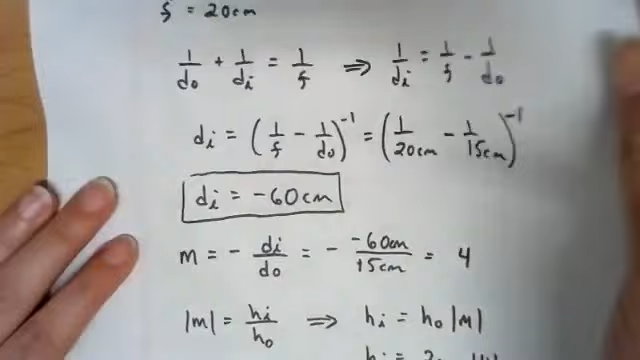 f = 20cm
1/do + 1/di = 1/f ⇒ 1/di = 1/f - 1/do
di = (1/f - 1/do)^-1 = (1/20cm - 1/15cm)^-1
di = -60cm
m = - di/do = - -60cm/15cm = 4
|m| = hi/ho ⇒ hi = ho|m|
hi =